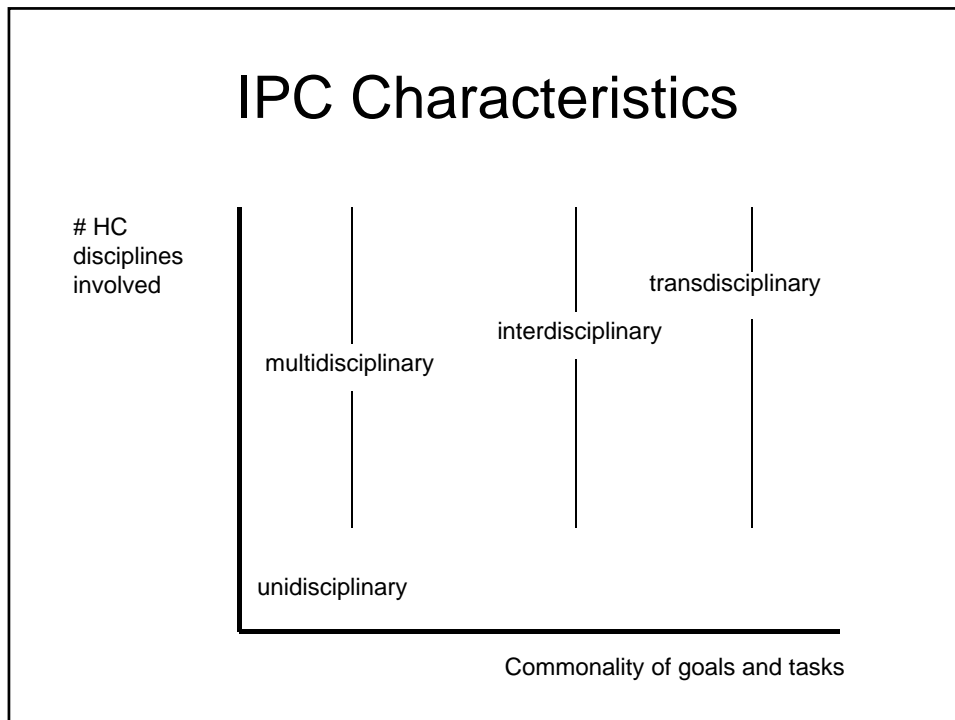 IPC Characteristics
# HC
disciplines
involved
transdisciplinary
interdisciplinary
multidisciplinary
unidisciplinary
Commonality of goals and tasks